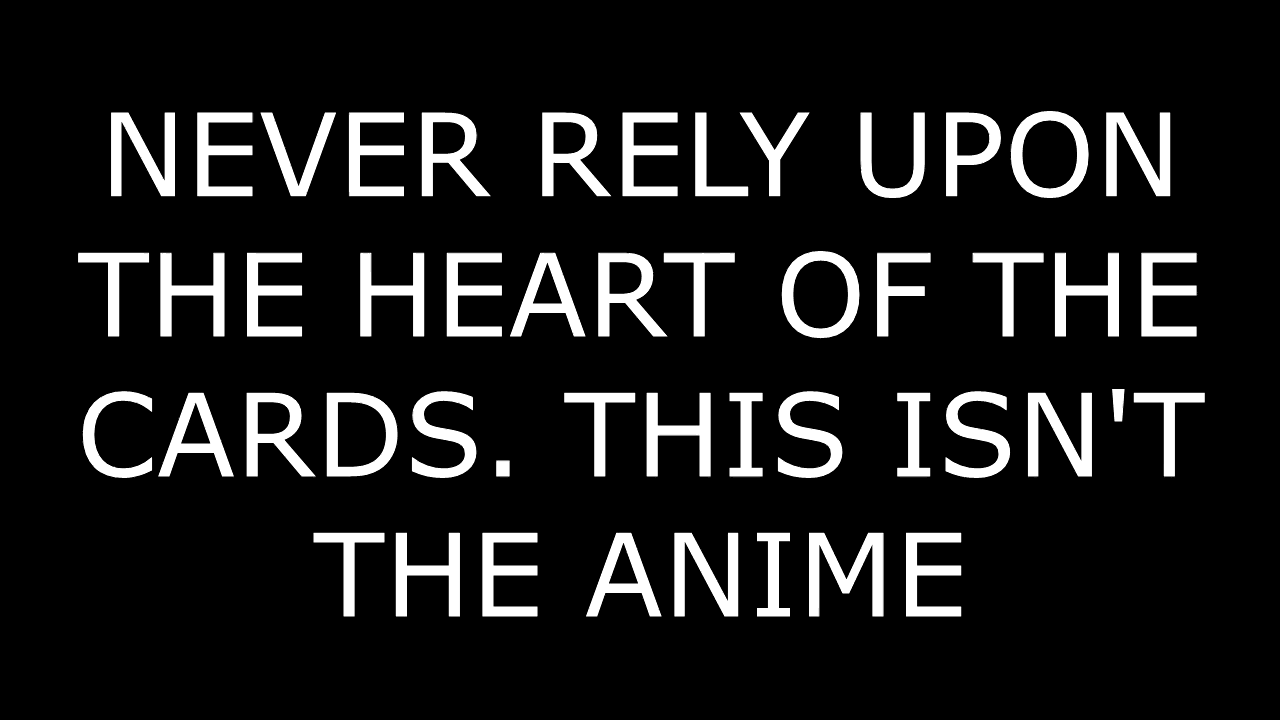 NEVER RELY UPON
THE HEART OF THE
CARDS. THIS ISN'T
THE ANIME